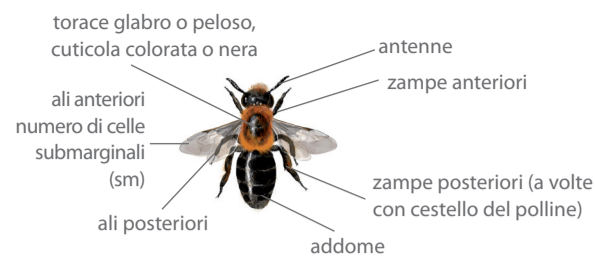 torace glabro o peloso,
cuticola colorata o nera
antenne
zampe anteriori
ali anteriori
numero di celle
submarginali
(sm)
zampe posteriori (a volte
con cestello del polline)
ali posteriori
addome